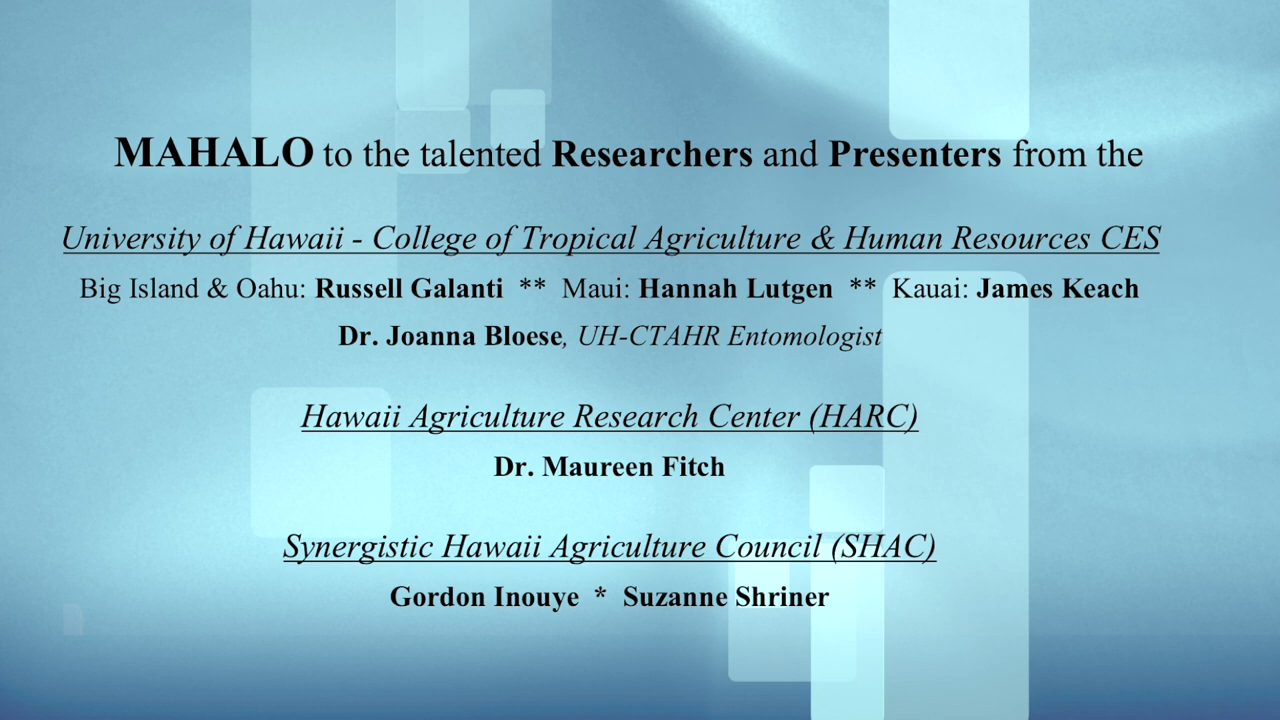 MAHALO to the talented Researchers and Presenters from the
University of Hawaii - College of Tropical Agriculture & Human Resources CES
Big Island & Oahu: Russell Galanti ** Maui: Hannah Lutgen ** Kauai: James Keach
Dr. Joanna Bloese, UH-CTAHR Entomologist
Hawaii Agriculture Research Center (HARC)
Dr. Maureen Fitch
Synergistic Hawaii Agriculture Council (SHAC)
Gordon Inouye * Suzanne Shriner